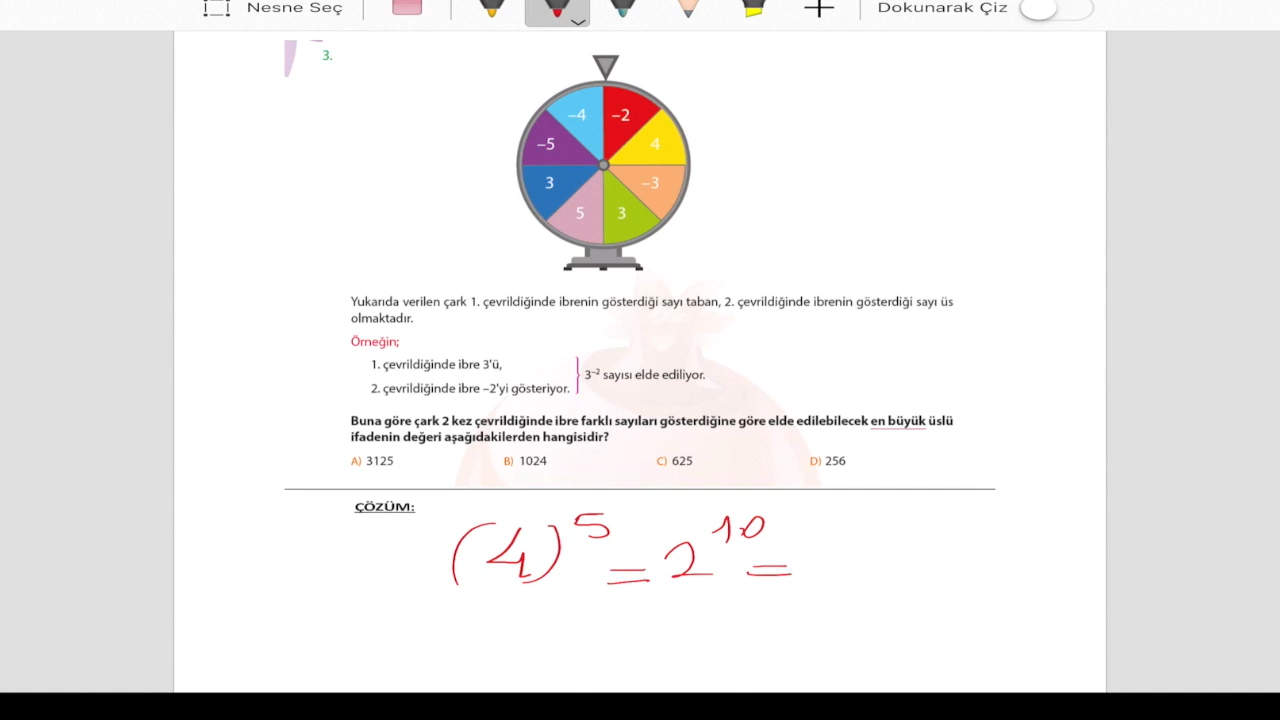 Nesne Seç
Dokunarak Çiz
3.
–4
–2
–5
4
3
–3
5
3
Yukarıda verilen çark 1. çevrildiğinde ibrenin gösterdiği sayı taban, 2. çevrildiğinde ibrenin gösterdiği sayı üs
olmaktadır.
Örneğin;
1. çevrildiğinde ibre 3'ü,
2. çevrildiğinde ibre –2'yi gösteriyor.
3⁻² sayısı elde ediliyor.
Buna göre çark 2 kez çevrildiğinde ibre farklı sayıları gösterdiğine göre elde edilebilecek en büyük üslü
ifadenin değeri aşağıdakilerden hangisidir?
A) 3125 B) 1024 C) 625 D) 256
ÇÖZÜM:
(4)⁵ = 2¹⁰ =